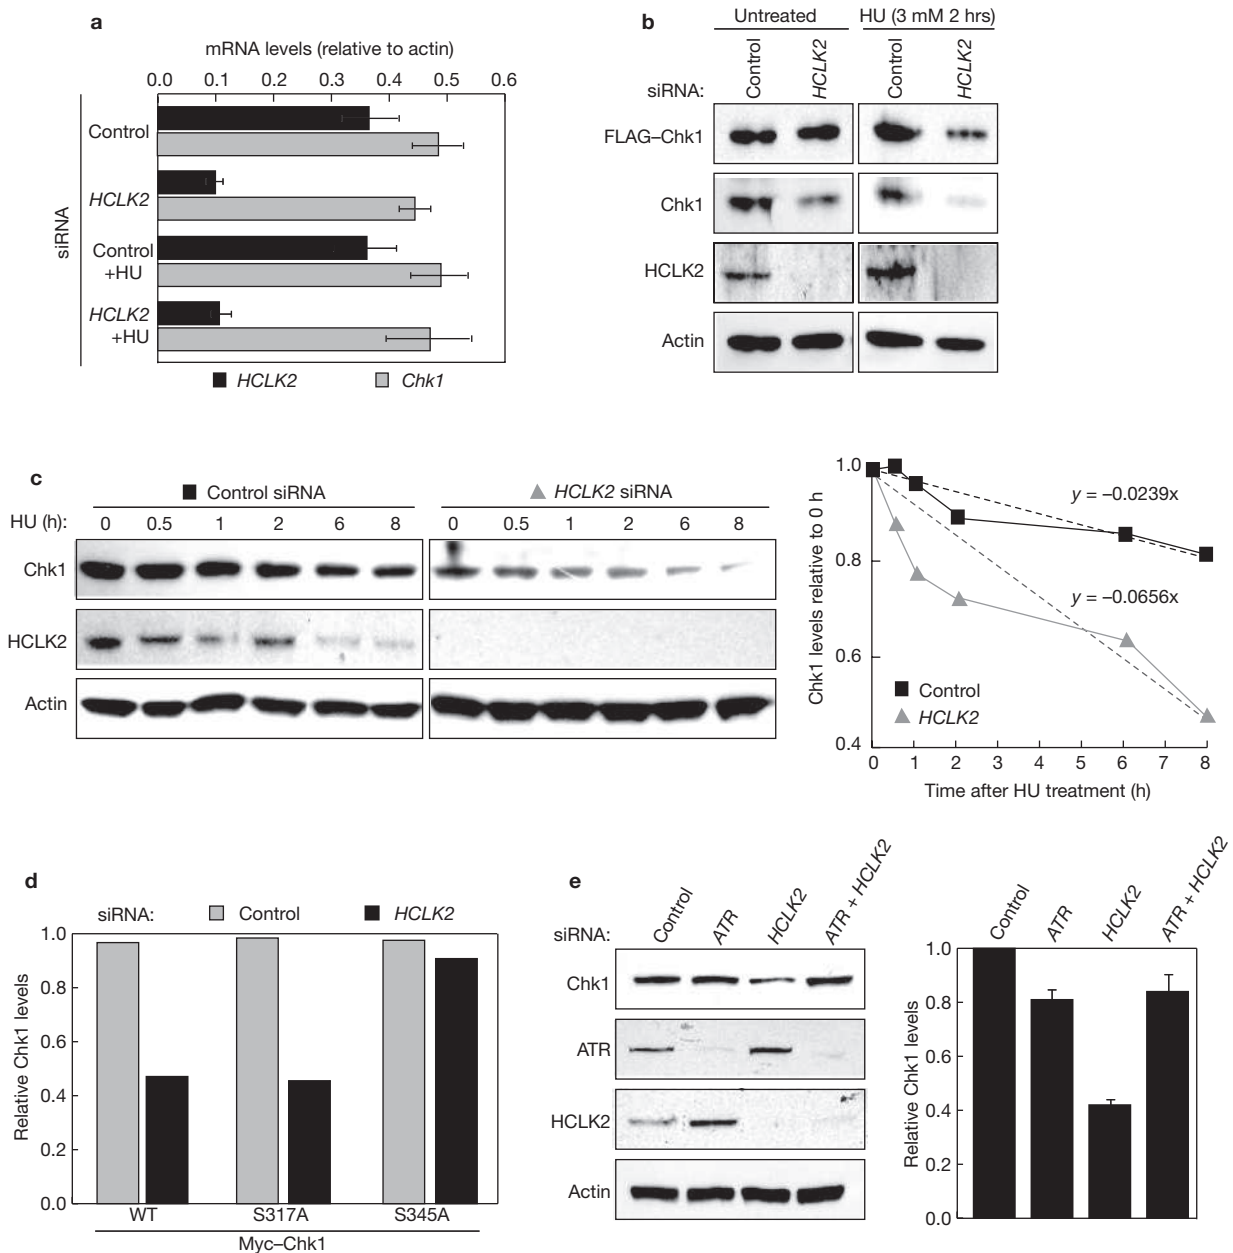 a
mRNA levels (relative to actin)
0.0 0.1 0.2 0.3 0.4 0.5 0.6
siRNA
Control
HCLK2
Control
+HU
HCLK2
+HU
HCLK2 Chk1
b
Untreated HU (3 mM 2 hrs)
siRNA: Control HCLK2 Control HCLK2
FLAG–Chk1
Chk1
HCLK2
Actin
c
Control siRNA HCLK2 siRNA
HU (h): 0 0.5 1 2 6 8 0 0.5 1 2 6 8
Chk1
HCLK2
Actin
Chk1 levels relative to 0 h
1.0
0.8
0.6
0.4
y = –0.0239x
y = –0.0656x
Control
HCLK2
0 1 2 3 4 5 6 7 8
Time after HU treatment (h)
d
siRNA: Control HCLK2
Relative Chk1 levels
1.0
0.8
0.6
0.4
0.2
0.0
WT S317A S345A
Myc–Chk1
e
siRNA: Control ATR HCLK2 ATR + HCLK2
Chk1
ATR
HCLK2
Actin
Control ATR HCLK2 ATR + HCLK2
Relative Chk1 levels
1.0
0.8
0.6
0.4
0.2
0.0